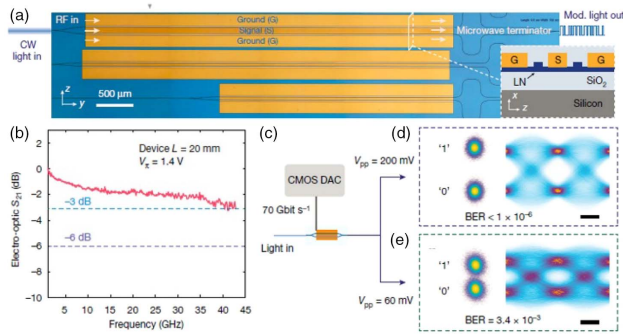 (a)
RF in
Ground (G)
Signal (S)
Ground (G)
Mod. light out
Microwave terminator
CW
light in
G S G
LN
SiO₂
Silicon
x
z
z
y
500 μm
(b)
Device L = 20 mm
Vπ = 1.4 V
Electro-optic S₂₁ (dB)
2
0
−2
−4
−6
−8
−10
−3 dB
−6 dB
5 10 15 20 25 30 35 40 45
Frequency (GHz)
(c)
CMOS DAC
70 Gbit s⁻¹
Light in
Vpp = 200 mV
Vpp = 60 mV
(d)
'1'
'0'
BER < 1 × 10⁻⁶
(e)
'1'
'0'
BER = 3.4 × 10⁻³